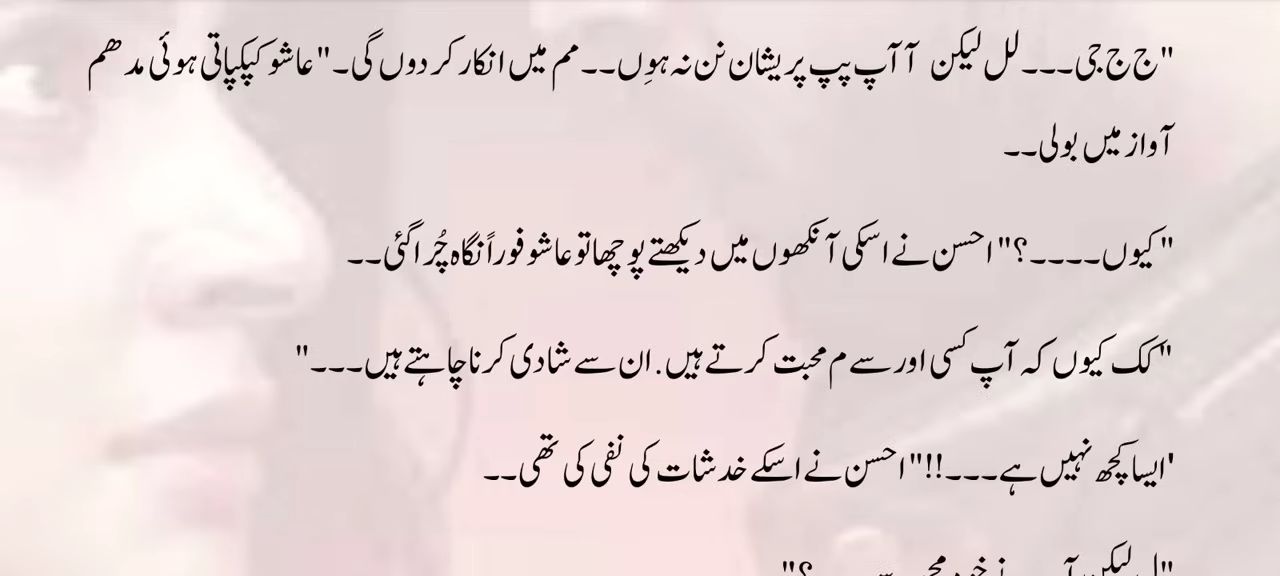 "ج ج جی۔۔۔ لل لیکن آ آپ پپ پریشان نن نہ ہوِں۔۔ مم میں انکار کر دوں گی۔" عاشو کپکپاتی ہوئی مدھم
آواز میں بولی۔۔
"کیوں۔۔۔۔؟" احسن نے اسکی آنکھوں میں دیکھتے پوچھا تو عاشو فوراً نگاہ چُرا گئی۔۔
"کک کیوں کہ آپ کسی اور سے م محبت کرتے ہیں. ان سے شادی کرنا چاہتے ہیں۔۔۔"
'ایسا کچھ نہیں ہے۔۔۔!!" احسن نے اسکے خدشات کی نفی کی تھی۔۔